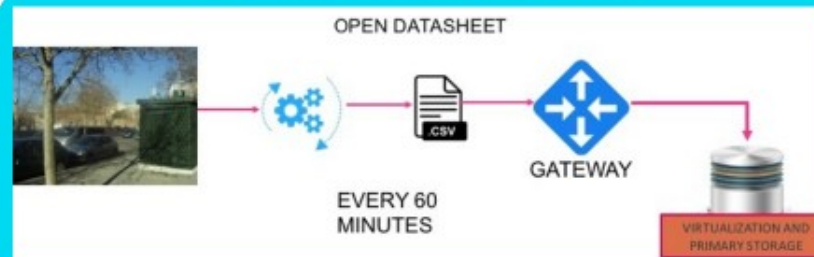 OPEN DATASHEET
.CSV
GATEWAY
EVERY 60
MINUTES
VIRTUALIZATION AND
PRIMARY STORAGE